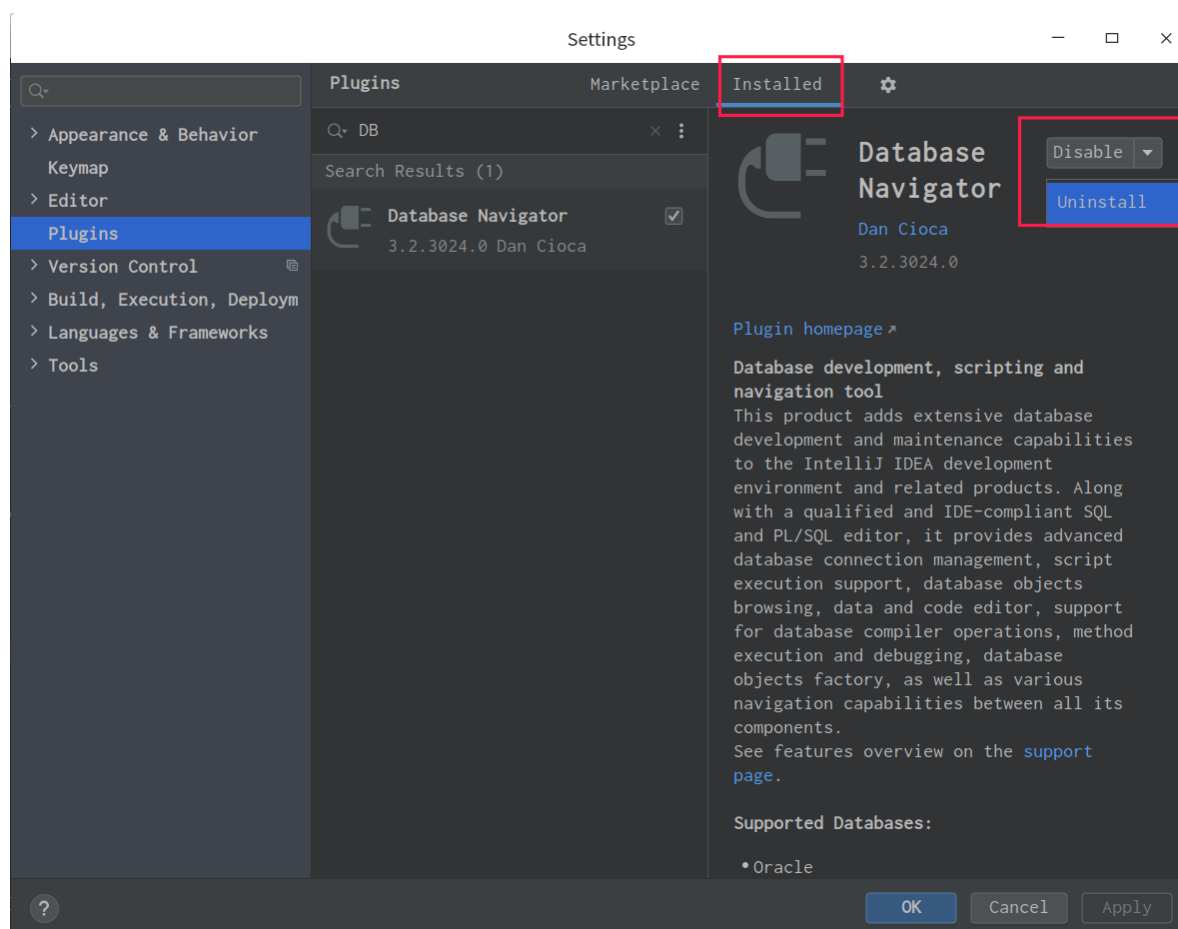 Settings
Appearance & Behavior
Keymap
Editor
Plugins
Version Control
Build, Execution, Deploym
Languages & Frameworks
Tools
Plugins
Marketplace
Installed
DB
Search Results (1)
Database Navigator
3.2.3024.0 Dan Cioca
Database
Navigator
Disable
Uninstall
Dan Cioca
3.2.3024.0
Plugin homepage
Database development, scripting and
navigation tool
This product adds extensive database
development and maintenance capabilities
to the IntelliJ IDEA development
environment and related products. Along
with a qualified and IDE-compliant SQL
and PL/SQL editor, it provides advanced
database connection management, script
execution support, database objects
browsing, data and code editor, support
for database compiler operations, method
execution and debugging, database
objects factory, as well as various
navigation capabilities between all its
components.
See features overview on the support
page.
Supported Databases:
•Oracle
?
OK
Cancel
Apply